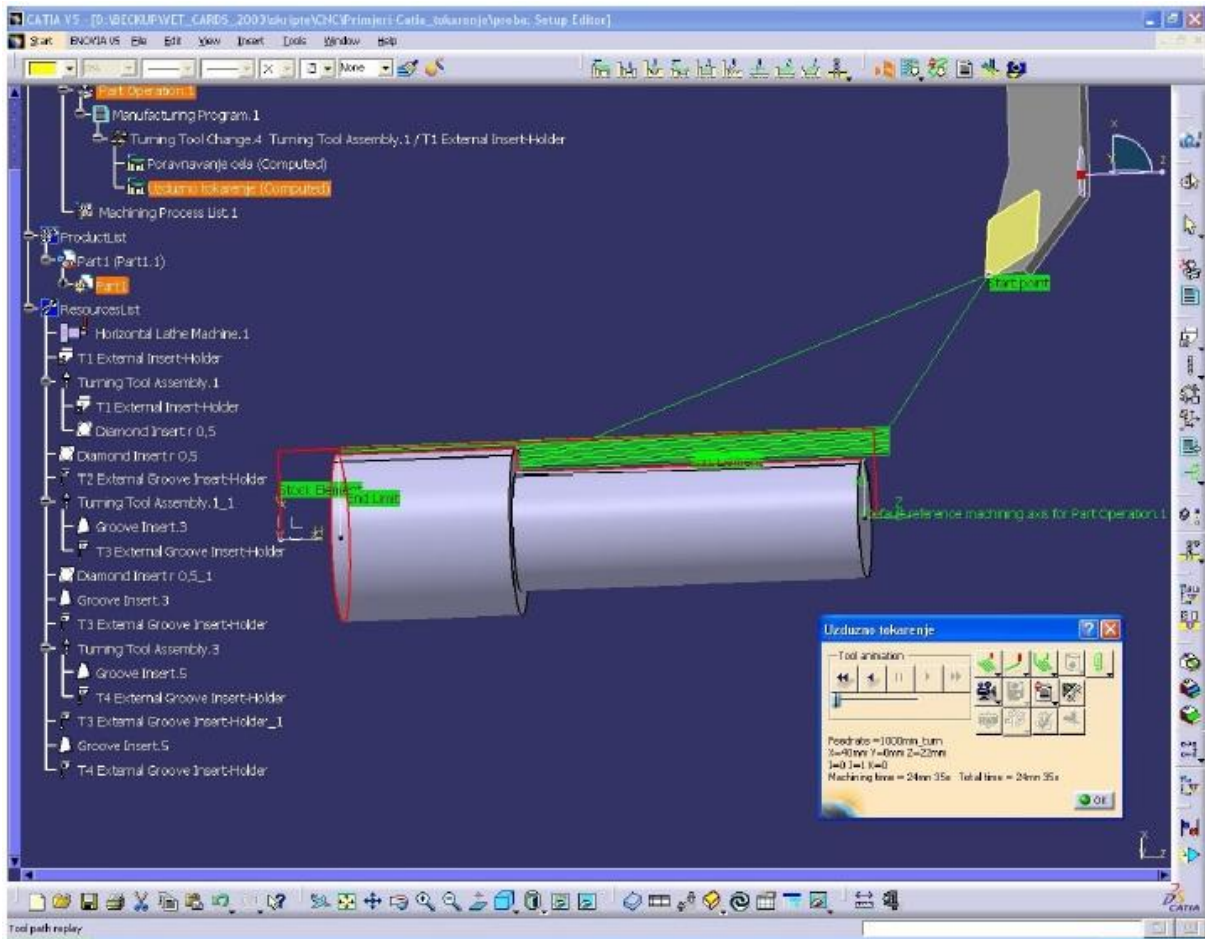 CATIA V5 - [D:\BECKUP\VET_CARDS_2003\skripte\CNC\Primjeri-Catia_tokarenje\proba: Setup Editor]
Start ENOVIA V5 File Edit View Insert Tools Window Help
None
Part Operation.1
Manufacturing Program.1
Turning Tool Change.4 Turning Tool Assembly.1 / T1 External Insert-Holder
Poravnavanje cela (Computed)
Uzduzno tokarenje (Computed)
Machining Process List.1
ProductList
Part1 (Part1.1)
Part1
ResourcesList
Horizontal Lathe Machine.1
T1 External Insert-Holder
Turning Tool Assembly.1
T1 External Insert-Holder
Diamond Insert r 0,5
Diamond Insert r 0,5
T2 External Groove Insert-Holder
Turning Tool Assembly.1_1
Groove Insert.3
T3 External Groove Insert-Holder
Diamond Insert r 0,5_1
Groove Insert.3
T3 External Groove Insert-Holder
Turning Tool Assembly.3
Groove Insert.5
T4 External Groove Insert-Holder
T3 External Groove Insert-Holder_1
Groove Insert.5
T4 External Groove Insert-Holder
X
Z
Start point
Stock Element
End Limit
Element
Default reference machining axis for Part Operation.1
Uzduzno tokarenje
Tool animation
Feedrate =1000mm_turn
X=40mm Y=0mm Z=23mm
I=0 J=1 K=0
Machining time = 24mn 35s Total time = 24mn 35s
OK
X
Z
CATIA
Tool path replay